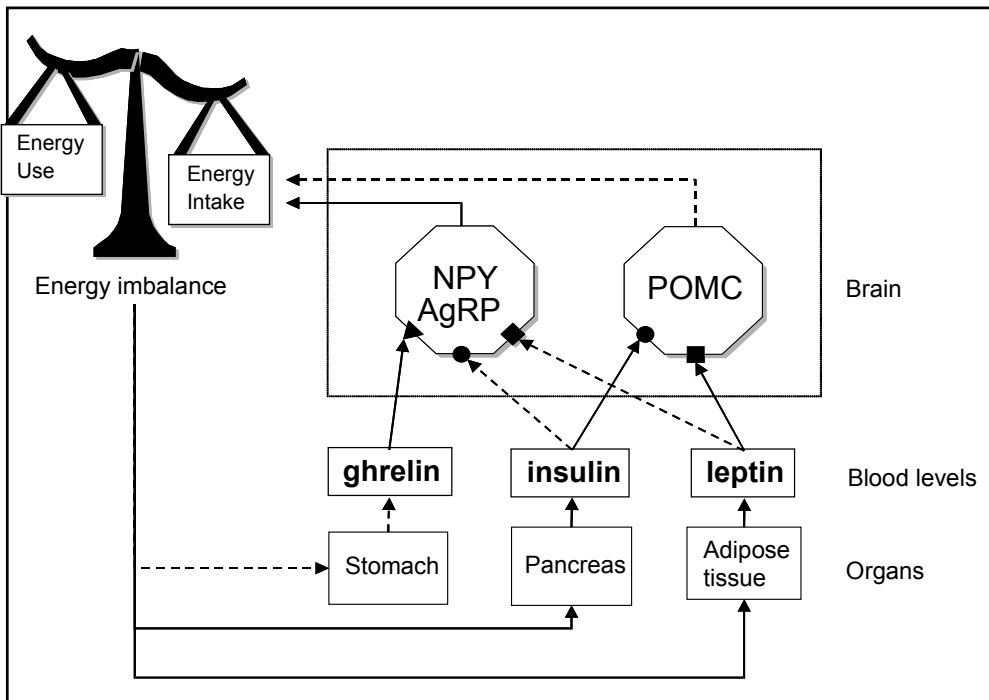 Energy
Use
Energy
Intake
Energy imbalance
NPY
AgRP
POMC
Brain
ghrelin
insulin
leptin
Blood levels
Stomach
Pancreas
Adipose
tissue
Organs